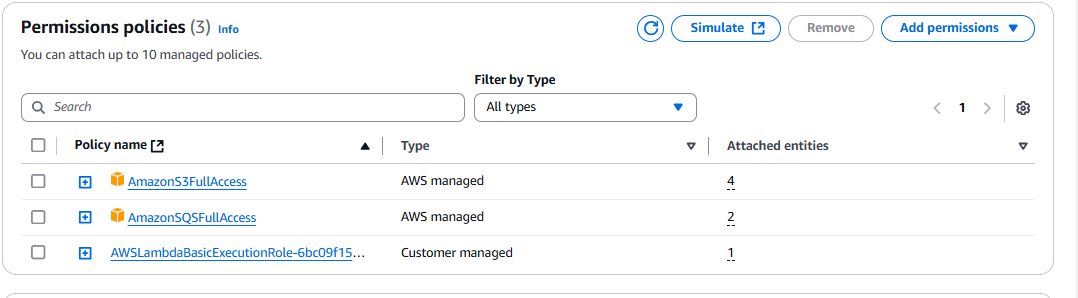 Permissions policies (3) Info
Simulate
Remove
Add permissions
You can attach up to 10 managed policies.
Filter by Type
Search
All types
1
Policy name
Type
Attached entities
AmazonS3FullAccess
AWS managed
4
AmazonSQSFullAccess
AWS managed
2
AWSLambdaBasicExecutionRole-6bc09f15...
Customer managed
1